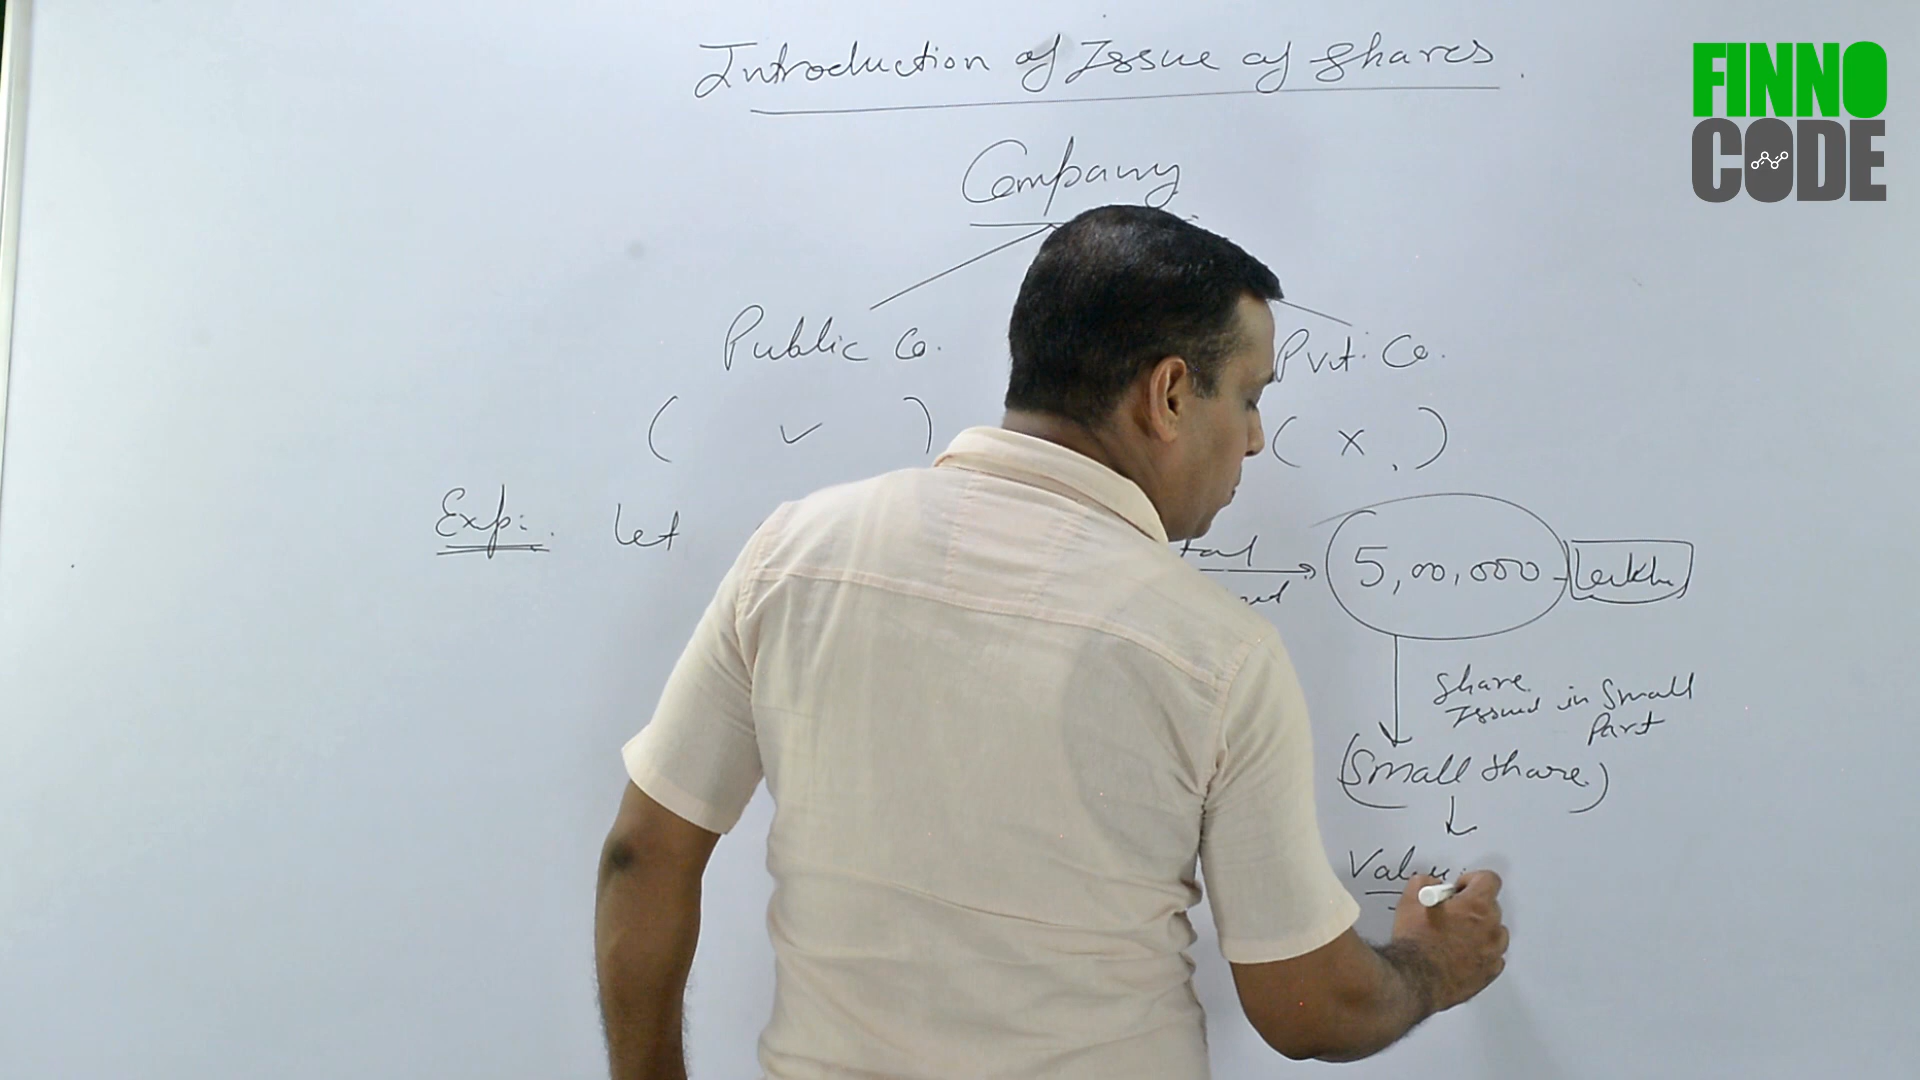 Introduction of Issue of Shares
FINNO
CODE
Company
Public Co.
Pvt. Co.
( ✓ )
( x )
Exp:. let
5,00,000
Share
Issued in Small
Part
(Small Share)
Value